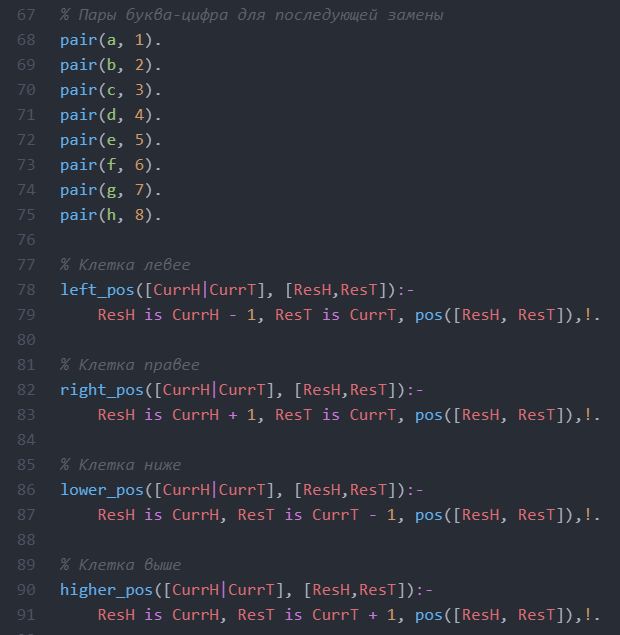 67 % Пары буква-цифра для последующей замены
68 pair(a, 1).
69 pair(b, 2).
70 pair(c, 3).
71 pair(d, 4).
72 pair(e, 5).
73 pair(f, 6).
74 pair(g, 7).
75 pair(h, 8).
76
77 % Клетка левее
78 left_pos([CurrH|CurrT], [ResH,ResT]):-
79     ResH is CurrH - 1, ResT is CurrT, pos([ResH, ResT]),!.
80
81 % Клетка правее
82 right_pos([CurrH|CurrT], [ResH,ResT]):-
83     ResH is CurrH + 1, ResT is CurrT, pos([ResH, ResT]),!.
84
85 % Клетка ниже
86 lower_pos([CurrH|CurrT], [ResH,ResT]):-
87     ResH is CurrH, ResT is CurrT - 1, pos([ResH, ResT]),!.
88
89 % Клетка выше
90 higher_pos([CurrH|CurrT], [ResH,ResT]):-
91     ResH is CurrH, ResT is CurrT + 1, pos([ResH, ResT]),!.